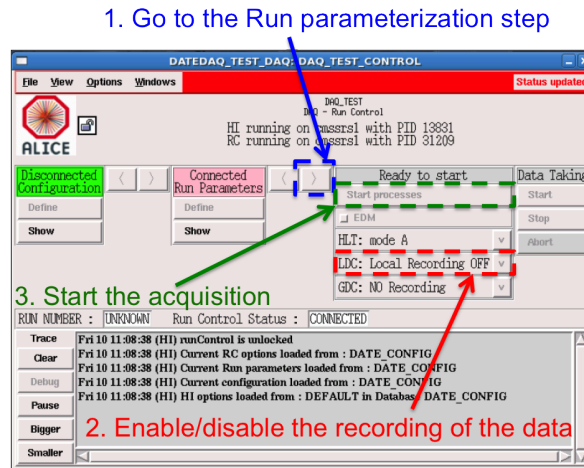 1. Go to the Run parameterization step
DATEDAQ_TEST_DAQ: DAQ_TEST_CONTROL
File View Options Windows Status updated
DAQ_TEST
DAQ - Run Control
HI running on cmssrs1 with PID 13831
RC running on cmssrs1 with PID 31209
ALICE
Disconnected Configuration < > Connected Run Parameters < > Ready to start Data Taking
Define Define Start processes Start
Show Show EDM Stop
HLT: mode A v Abort
LDC: Local Recording OFF v
GDC: NO Recording v
3. Start the acquisition
RUN NUMBER : UNKNOWN Run Control Status : CONNECTED
Trace Fri 10 11:08:38 (HI) runControl is unlocked
Clear Fri 10 11:08:38 (HI) Current RC options loaded from : DATE_CONFIG
Debug Fri 10 11:08:38 (HI) Current Run parameters loaded from : DATE_CONFIG
Fri 10 11:08:38 (HI) Current configuration loaded from : DATE_CONFIG
Pause Fri 10 11:08:38 (HI) HI options loaded from : DEFAULT in Database DATE_CONFIG
Bigger 2. Enable/disable the recording of the data
Smaller